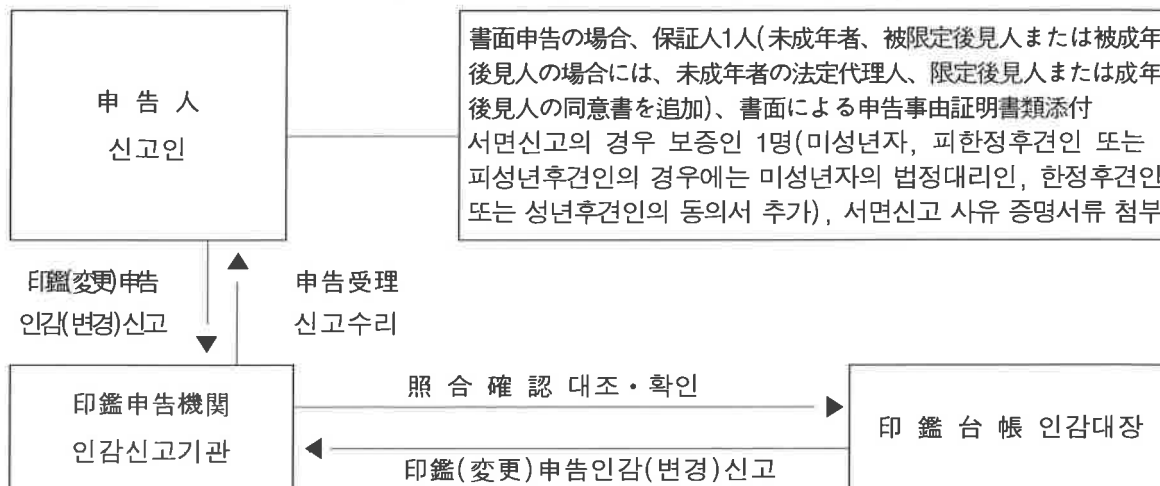 申 告 人
신고인
書面申告の場合、保証人1人(未成年者、被限定後見人または被成年
後見人の場合には、未成年者の法定代理人、限定後見人または成年
後見人の同意書を追加)、書面による申告事由証明書類添付
서면신고의 경우 보증인 1명(미성년자, 피한정후견인 또는
피성년후견인의 경우에는 미성년자의 법정대리인, 한정후견인
또는 성년후견인의 동의서 추가), 서면신고 사유 증명서류 첨부
印鑑(変更)申告
인감(변경)신고
申告受理
신고수리
印鑑申告機関
인감신고기관
照 合 確 認 대조・확인
印鑑(変更)申告인감(변경)신고
印 鑑 台 帳 인감대장